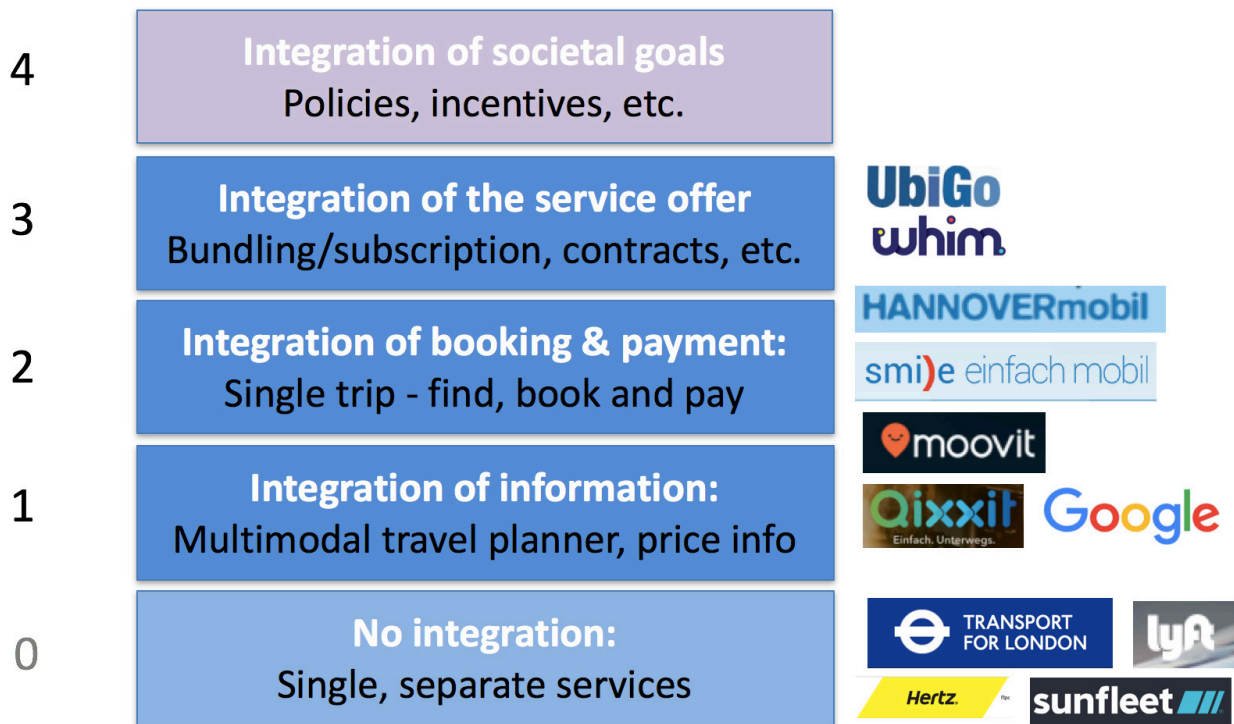 4
Integration of societal goals
Policies, incentives, etc.
3
Integration of the service offer
Bundling/subscription, contracts, etc.
UbiGo
whim
2
Integration of booking & payment:
Single trip - find, book and pay
HANNOVERmobil
smi)e einfach mobil
1
Integration of information:
Multimodal travel planner, price info
moovit
Qixxit
Einfach. Unterwegs.
Google
0
No integration:
Single, separate services
TRANSPORT
FOR LONDON
lyft
Hertz.
sunfleet